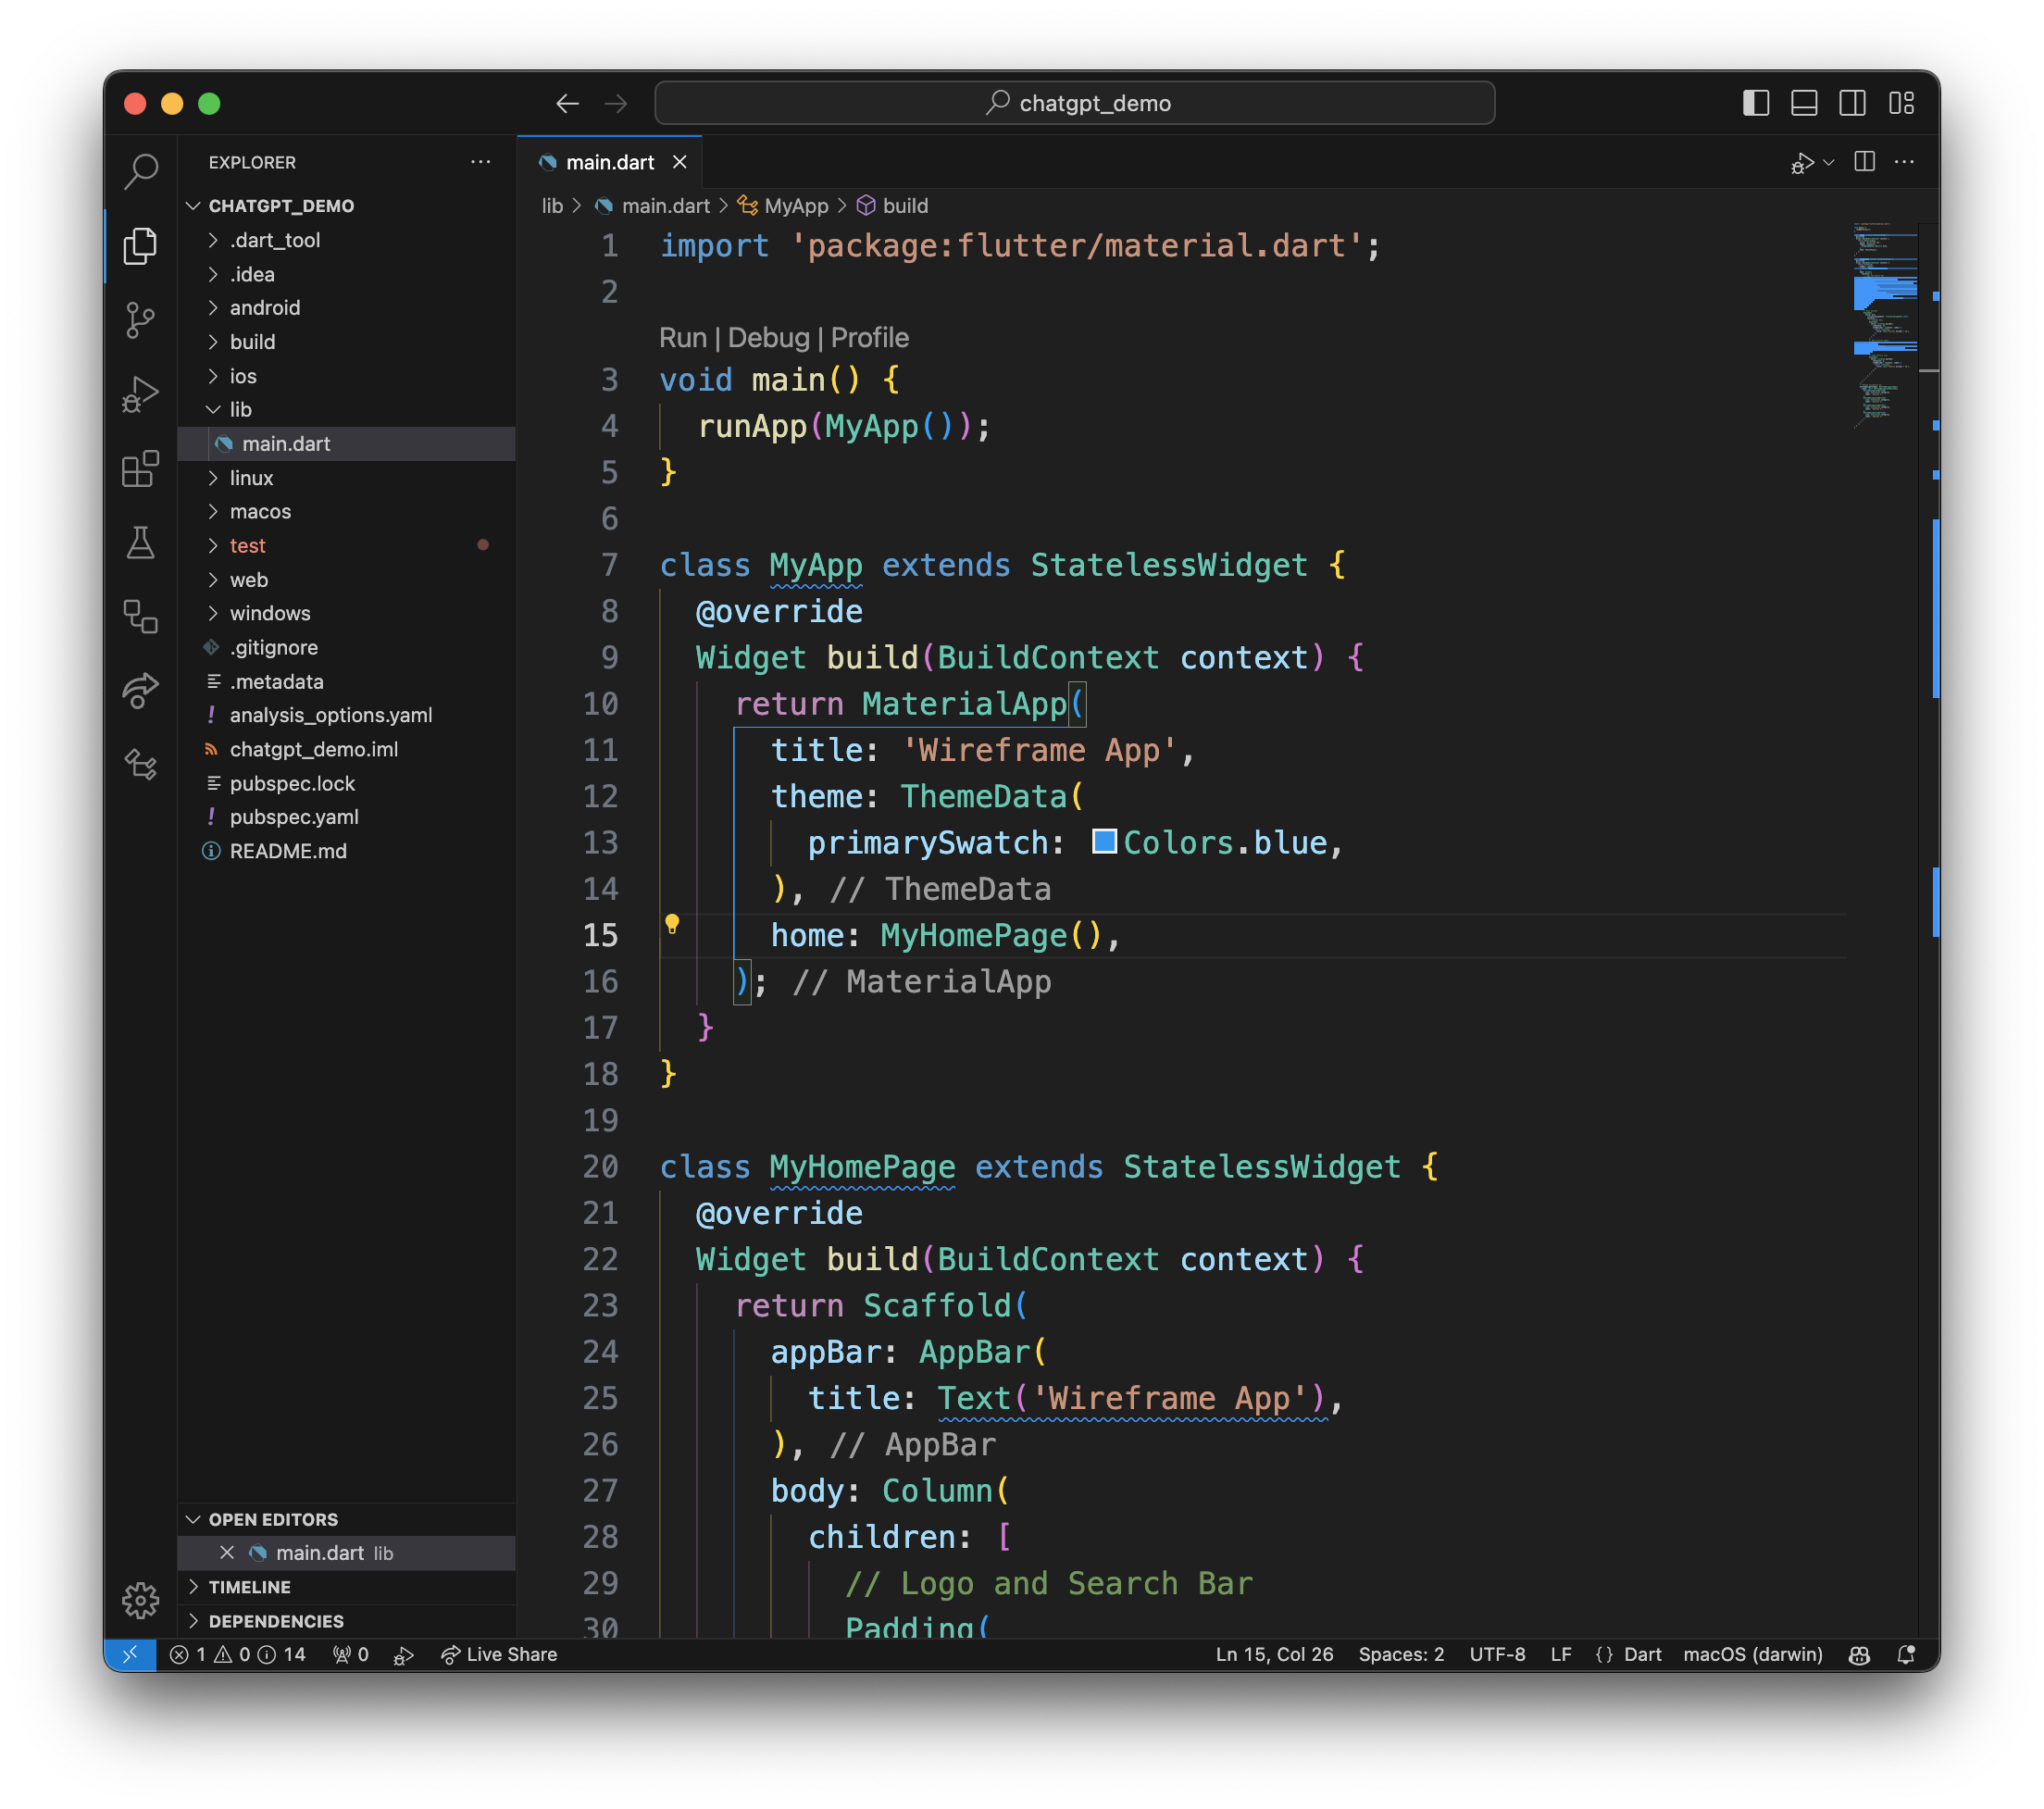 chatgpt_demo
EXPLORER
CHATGPT_DEMO
.dart_tool
.idea
android
build
ios
lib
main.dart
linux
macos
test
web
windows
.gitignore
.metadata
analysis_options.yaml
chatgpt_demo.iml
pubspec.lock
pubspec.yaml
README.md
OPEN EDITORS
main.dart lib
TIMELINE
DEPENDENCIES
main.dart
lib > main.dart > MyApp > build
1 import 'package:flutter/material.dart';
2
Run | Debug | Profile
3 void main() {
4 runApp(MyApp());
5 }
6
7 class MyApp extends StatelessWidget {
8 @override
9 Widget build(BuildContext context) {
10 return MaterialApp(
11 title: 'Wireframe App',
12 theme: ThemeData(
13 primarySwatch: Colors.blue,
14 ), // ThemeData
15 home: MyHomePage(),
16 ); // MaterialApp
17 }
18 }
19
20 class MyHomePage extends StatelessWidget {
21 @override
22 Widget build(BuildContext context) {
23 return Scaffold(
24 appBar: AppBar(
25 title: Text('Wireframe App'),
26 ), // AppBar
27 body: Column(
28 children: [
29 // Logo and Search Bar
30 Padding(
1 0 14 0 Live Share Ln 15, Col 26 Spaces: 2 UTF-8 LF {} Dart macOS (darwin)